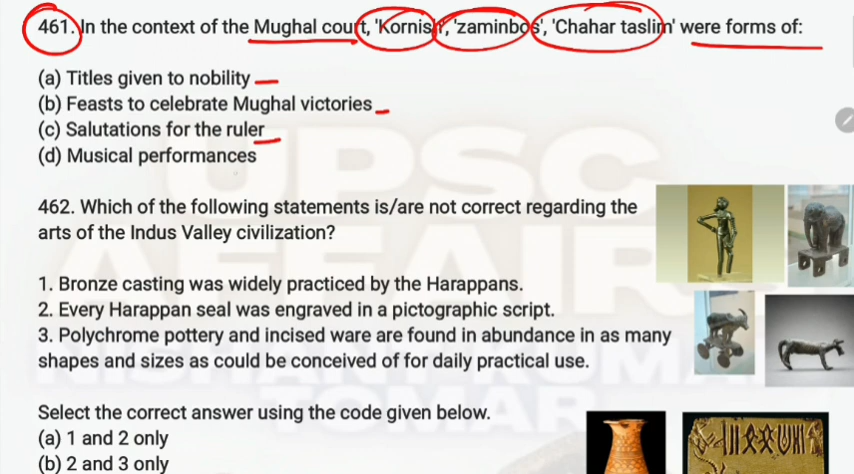 461. In the context of the Mughal court, 'Kornish', 'zaminbos', 'Chahar taslim' were forms of:
(a) Titles given to nobility
(b) Feasts to celebrate Mughal victories
(c) Salutations for the ruler
(d) Musical performances
462. Which of the following statements is/are not correct regarding the
arts of the Indus Valley civilization?
1. Bronze casting was widely practiced by the Harappans.
2. Every Harappan seal was engraved in a pictographic script.
3. Polychrome pottery and incised ware are found in abundance in as many
shapes and sizes as could be conceived of for daily practical use.
Select the correct answer using the code given below.
(a) 1 and 2 only
(b) 2 and 3 only
UPSC
AFFAIRS
NISHANT KUMAR
TOMAR